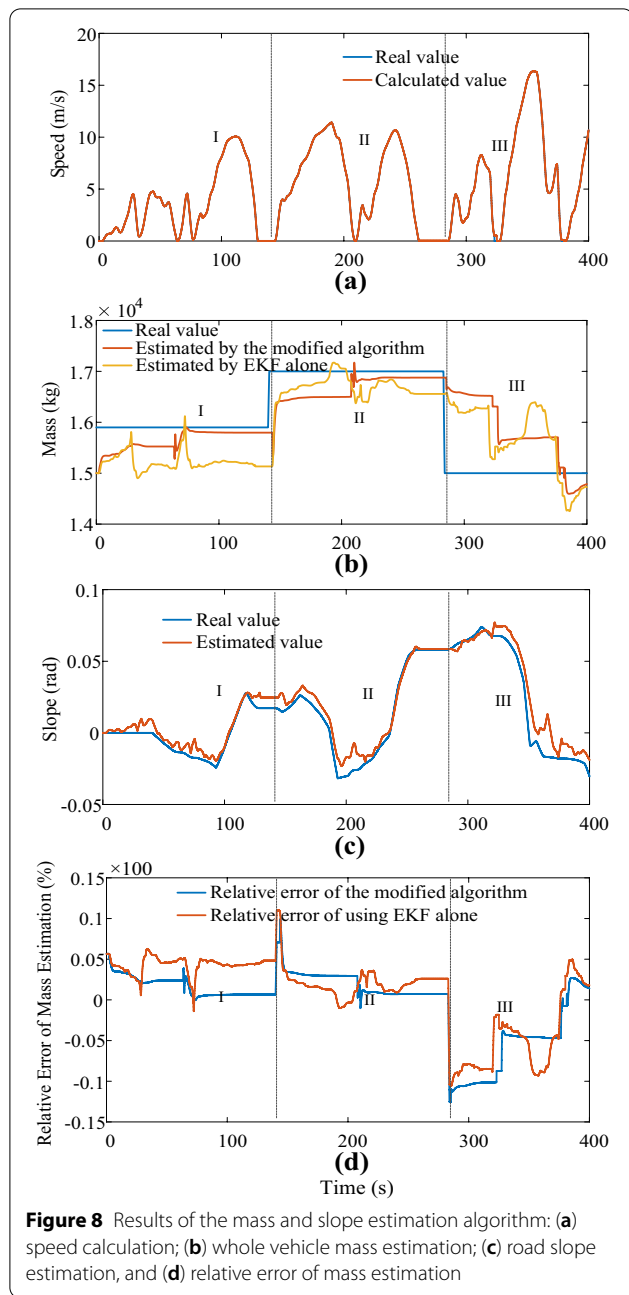 20
15
10
5
0
Speed (m/s)
Real value
Calculated value
I
II
III
0
100
200
300
400
(a)
× 10⁴
1.8
1.7
1.6
1.5
1.4
Mass (kg)
Real value
Estimated by the modified algorithm
Estimated by EKF alone
I
II
III
0
100
200
300
400
(b)
0.1
0.05
0
-0.05
Slope (rad)
Real value
Estimated value
I
II
III
0
100
200
300
400
(c)
×100
0.15
0.1
0.05
0
-0.05
-0.1
-0.15
Relative Error of Mass Estimation (%)
Relative error of the modified algorithm
Relative error of using EKF alone
I
II
III
0
100
200
300
400
(d)
Time (s)
Figure 8 Results of the mass and slope estimation algorithm: (a)
speed calculation; (b) whole vehicle mass estimation; (c) road slope
estimation, and (d) relative error of mass estimation